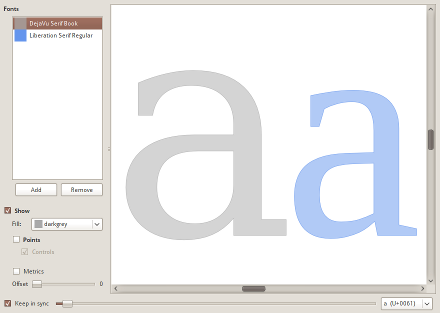 Fonts
DejaVu Serif Book
Liberation Serif Regular
Add
Remove
Show
Fill:
darkgrey
Points
Controls
Metrics
Offset
0
Keep in sync
a (U+0061)
a a